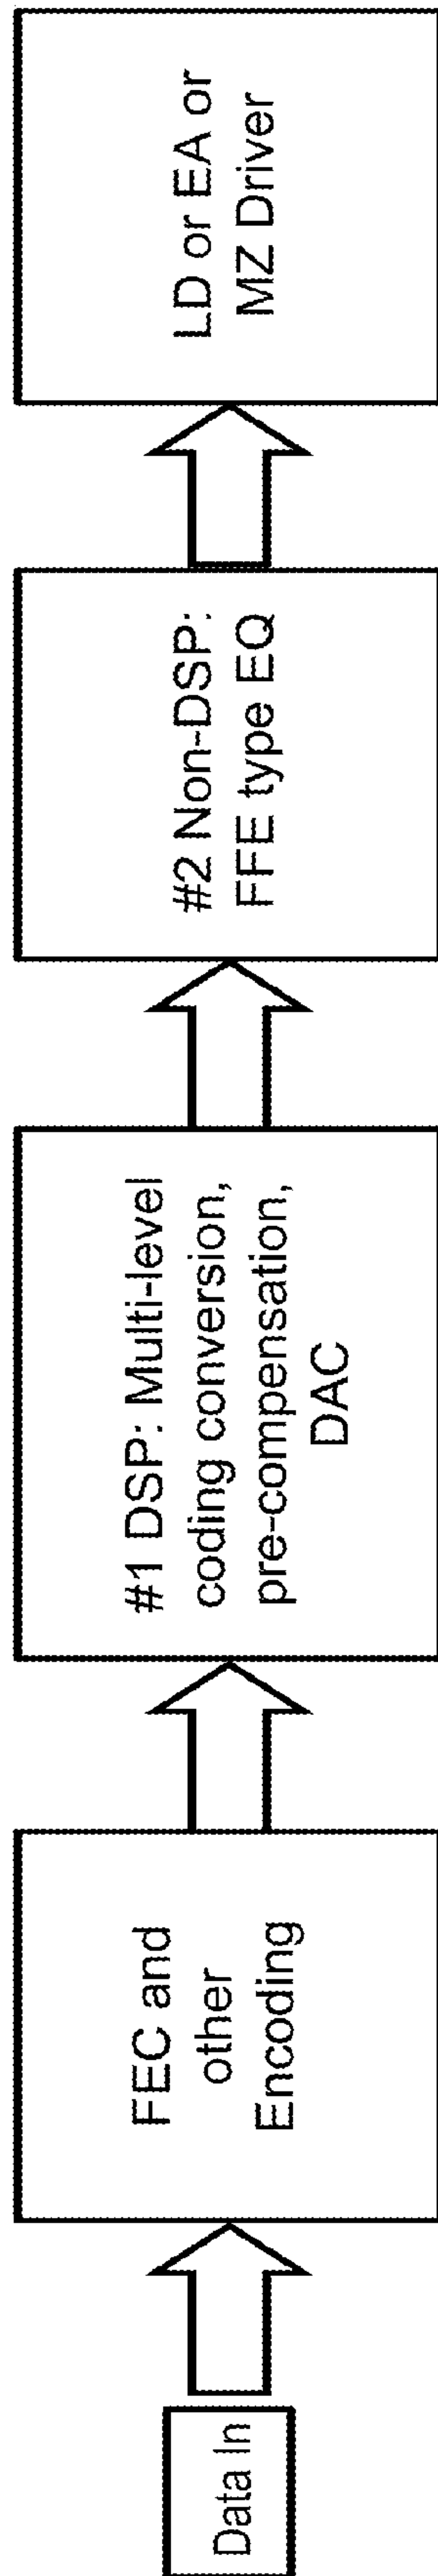 Data In
FEC and
other
Encoding
#1 DSP: Multi-level
coding conversion,
pre-compensation,
DAC
#2 Non-DSP:
FFE type EQ
LD or EA or
MZ Driver